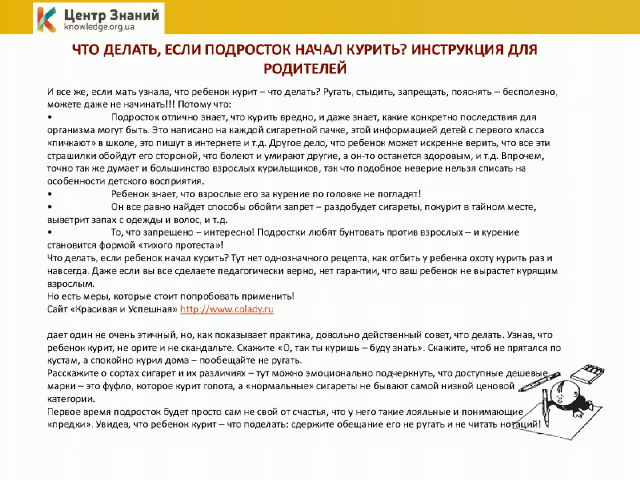 Центр Знаний
knowledge.org.ua
ЧТО ДЕЛАТЬ, ЕСЛИ ПОДРОСТОК НАЧАЛ КУРИТЬ? ИНСТРУКЦИЯ ДЛЯ
РОДИТЕЛЕЙ
И все же, если мать узнала, что ребенок курит – что делать? Ругать, стыдить, запрещать, пояснять – бесполезно,
можете даже не начинать!!! Потому что:
• Подросток отлично знает, что курить вредно, и даже знает, какие конкретно последствия для
организма могут быть. Это написано на каждой сигаретной пачке, этой информацией детей с первого класса
«пичкают» в школе, это пишут в интернете и т.д. Другое дело, что ребенок может искренне верить, что все эти
страшилки обойдут его стороной, что болеют и умирают другие, а он-то останется здоровым, и т.д. Впрочем,
точно так же думает и большинство взрослых курильщиков, так что подобное неверие нельзя списать на
особенности детского восприятия.
• Ребенок знает, что взрослые его за курение по головке не погладят!
• Он все равно найдет способы обойти запрет – раздобудет сигареты, покурит в тайном месте,
выветрит запах с одежды и волос, и т.д.
• То, что запрещено – интересно! Подростки любят бунтовать против взрослых – и курение
становится формой «тихого протеста»!
Что делать, если ребенок начал курить? Тут нет однозначного рецепта, как отбить у ребенка охоту курить раз и
навсегда. Даже если вы все сделаете педагогически верно, нет гарантии, что ваш ребенок не вырастет курящим
взрослым.
Но есть меры, которые стоит попробовать применить!
Сайт «Красивая и Успешная» http://www.colady.ru
дает один не очень этичный, но, как показывает практика, довольно действенный совет, что делать. Узнав, что
ребенок курит, не орите и не скандальте. Скажите «О, так ты куришь – буду знать». Скажите, чтоб не прятался по
кустам, а спокойно курил дома – пообещайте не ругать.
Расскажите о сортах сигарет и их различиях – тут можно эмоционально подчеркнуть, что доступные дешевые
марки – это фуфло, которое курит гопота, а «нормальные» сигареты не бывают самой низкой ценовой
категории.
Первое время подросток будет просто сам не свой от счастья, что у него такие лояльные и понимающие
«предки». Увидев, что ребенок курит – что поделать: сдержите обещание его не ругать и не читать нотаций!